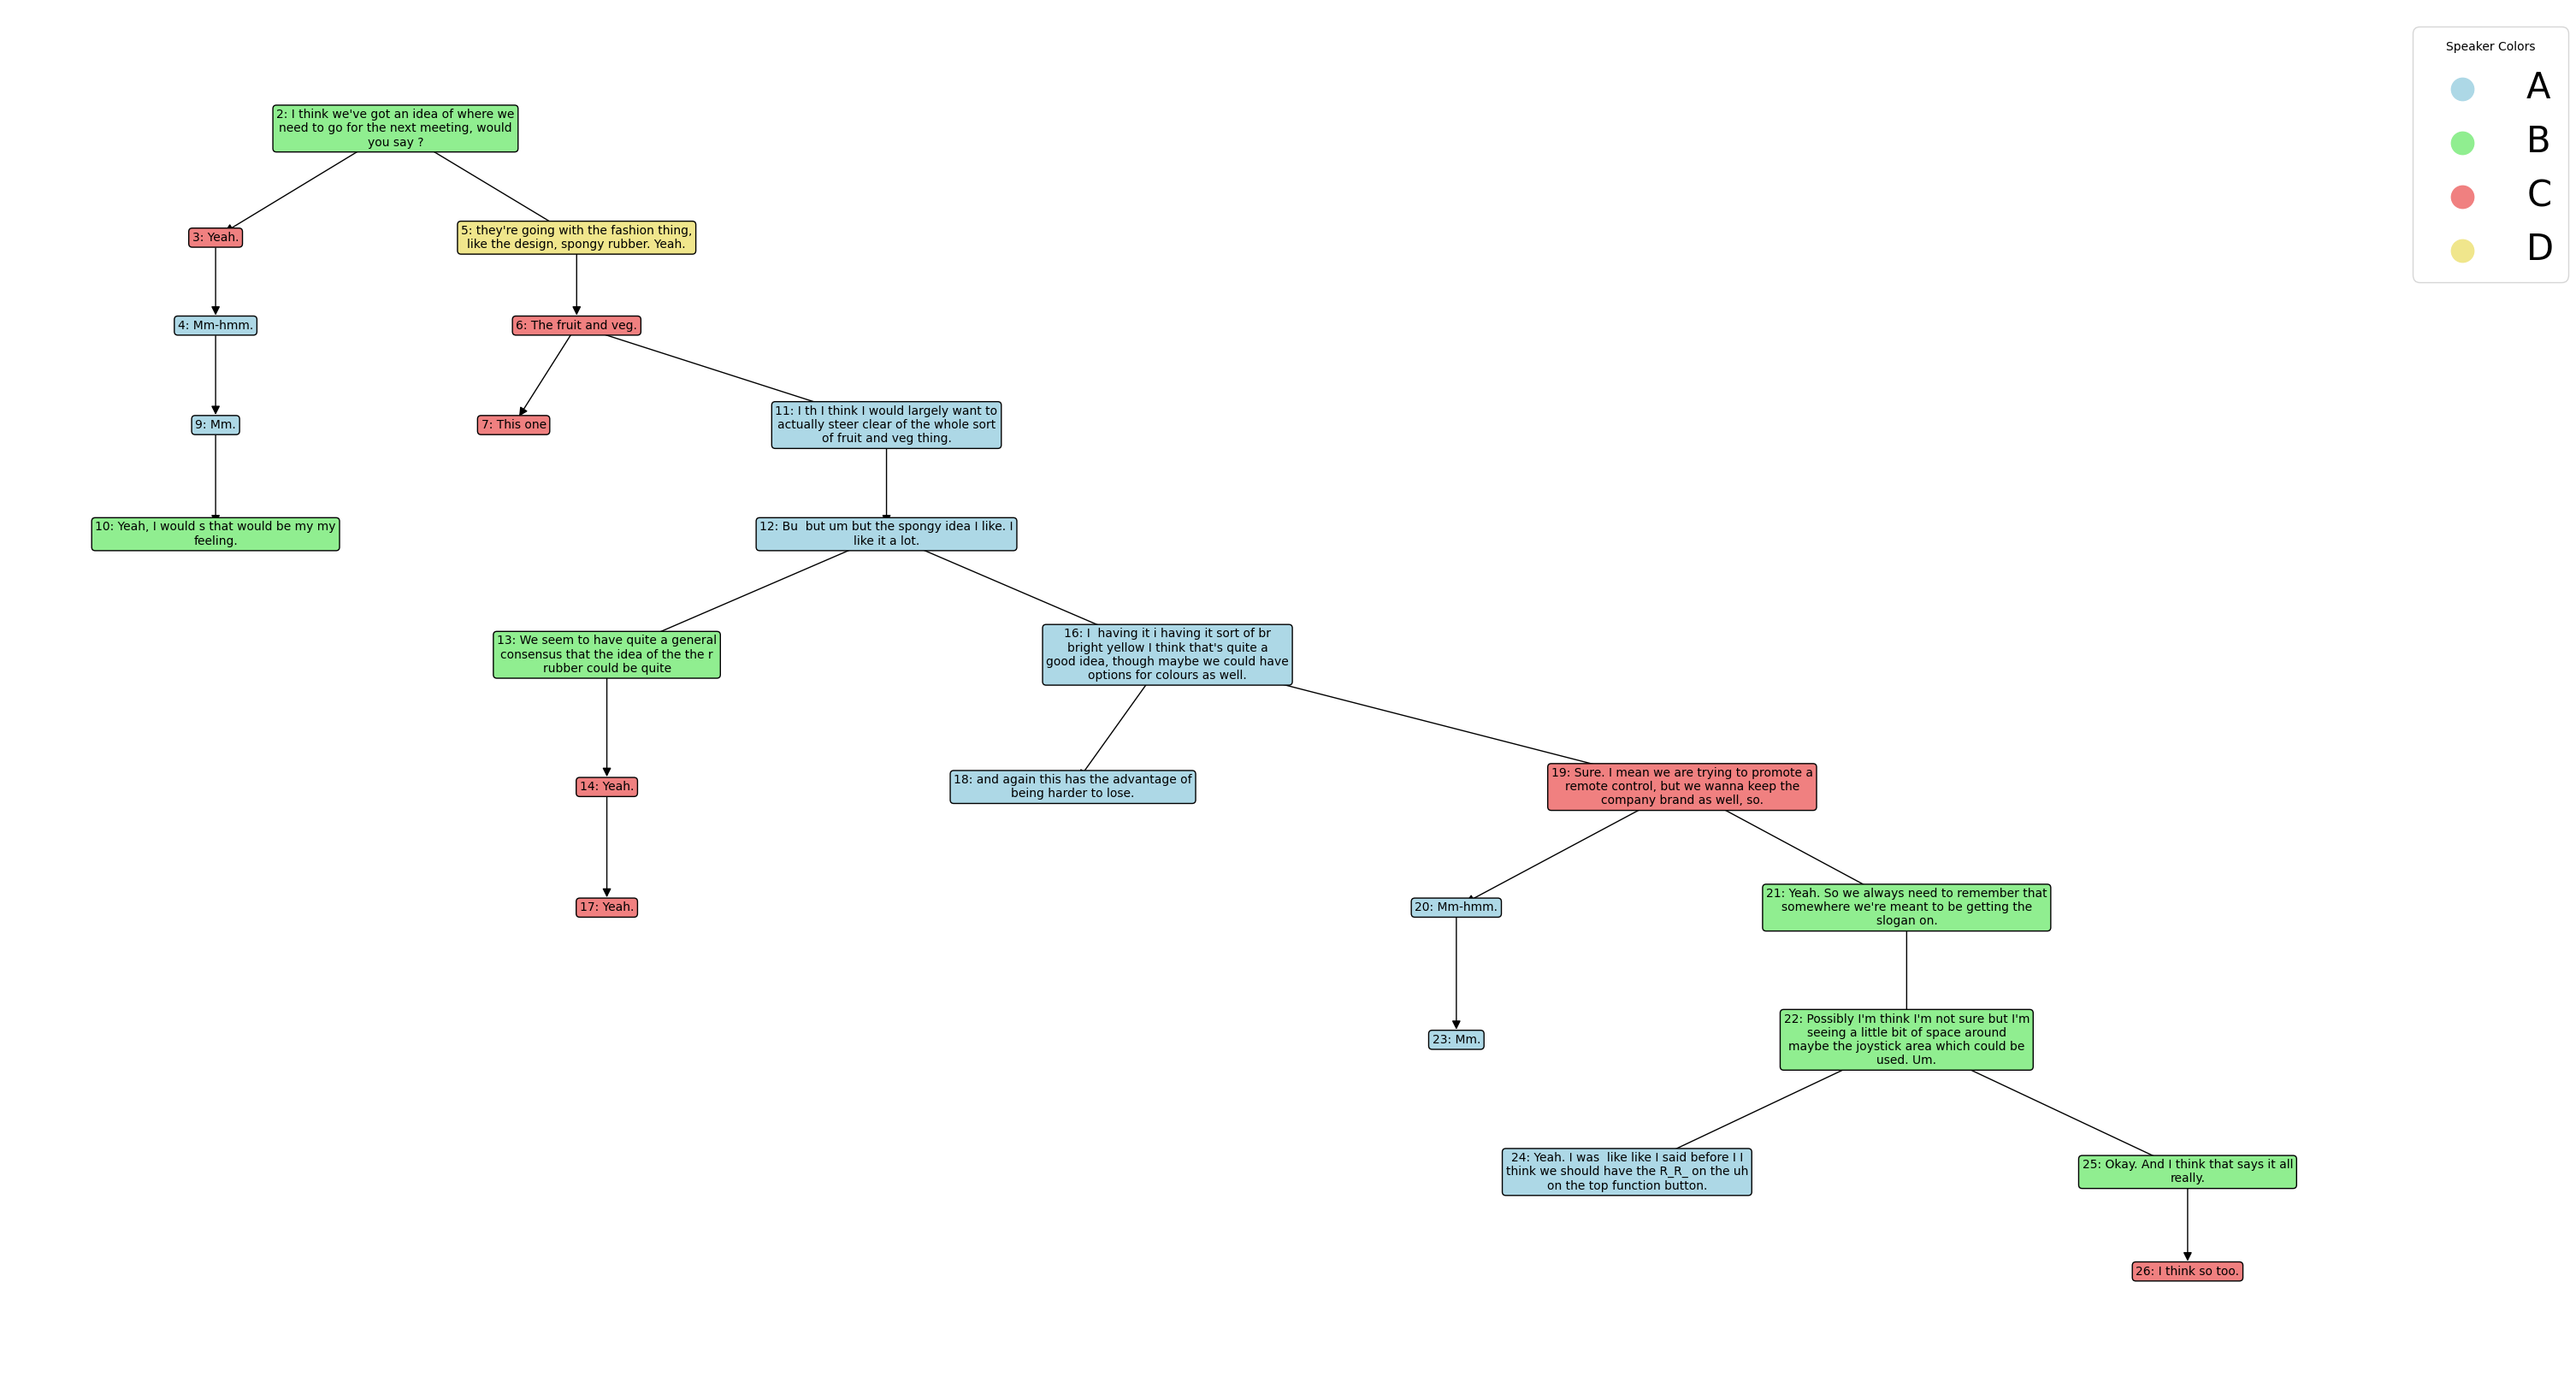 Speaker Colors
A
B
C
D
2: I think we've got an idea of where we
need to go for the next meeting, would
you say ?
3: Yeah.
5: they're going with the fashion thing,
like the design, spongy rubber. Yeah.
4: Mm-hmm.
6: The fruit and veg.
9: Mm.
7: This one
11: I th I think I would largely want to
actually steer clear of the whole sort
of fruit and veg thing.
10: Yeah, I would s that would be my my
feeling.
12: Bu  but um but the spongy idea I like. I
like it a lot.
13: We seem to have quite a general
consensus that the idea of the the r
rubber could be quite
16: I  having it i having it sort of br
bright yellow I think that's quite a
good idea, though maybe we could have
options for colours as well.
14: Yeah.
18: and again this has the advantage of
being harder to lose.
19: Sure. I mean we are trying to promote a
remote control, but we wanna keep the
company brand as well, so.
17: Yeah.
20: Mm-hmm.
21: Yeah. So we always need to remember that
somewhere we're meant to be getting the
slogan on.
23: Mm.
22: Possibly I'm think I'm not sure but I'm
seeing a little bit of space around
maybe the joystick area which could be
used. Um.
24: Yeah. I was  like like I said before I I
think we should have the R_R_ on the uh
on the top function button.
25: Okay. And I think that says it all
really.
26: I think so too.